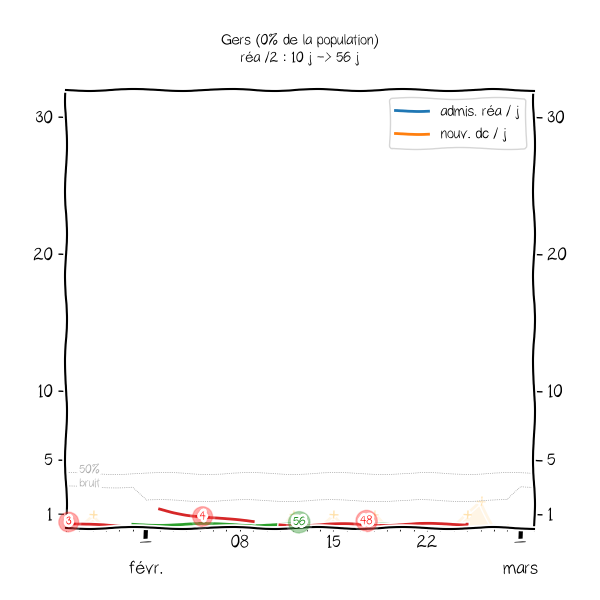 Gers (0% de la population)
réa /2 : 10 j -> 56 j
admis. réa / j
nouv. dc / j
30
30
20
20
10
10
5
5
50%
bruit
1
1
3
4
56
48
08
15
22
févr.
mars